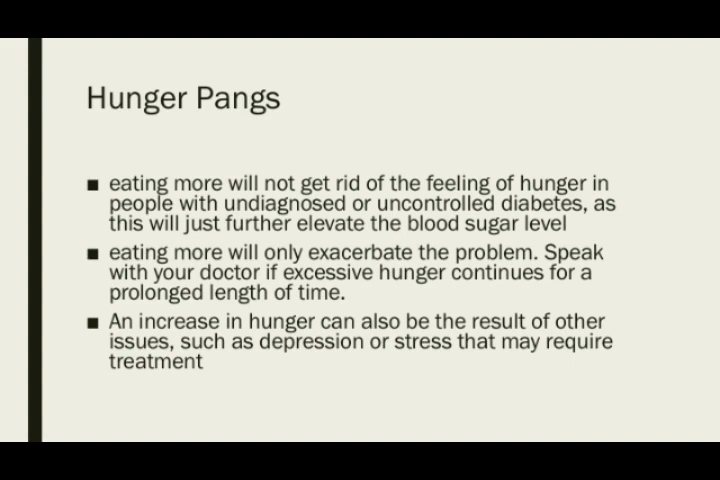 Hunger Pangs
■ eating more will not get rid of the feeling of hunger in
people with undiagnosed or uncontrolled diabetes, as
this will just further elevate the blood sugar level
■ eating more will only exacerbate the problem. Speak
with your doctor if excessive hunger continues for a
prolonged length of time.
■ An increase in hunger can also be the result of other
issues, such as depression or stress that may require
treatment